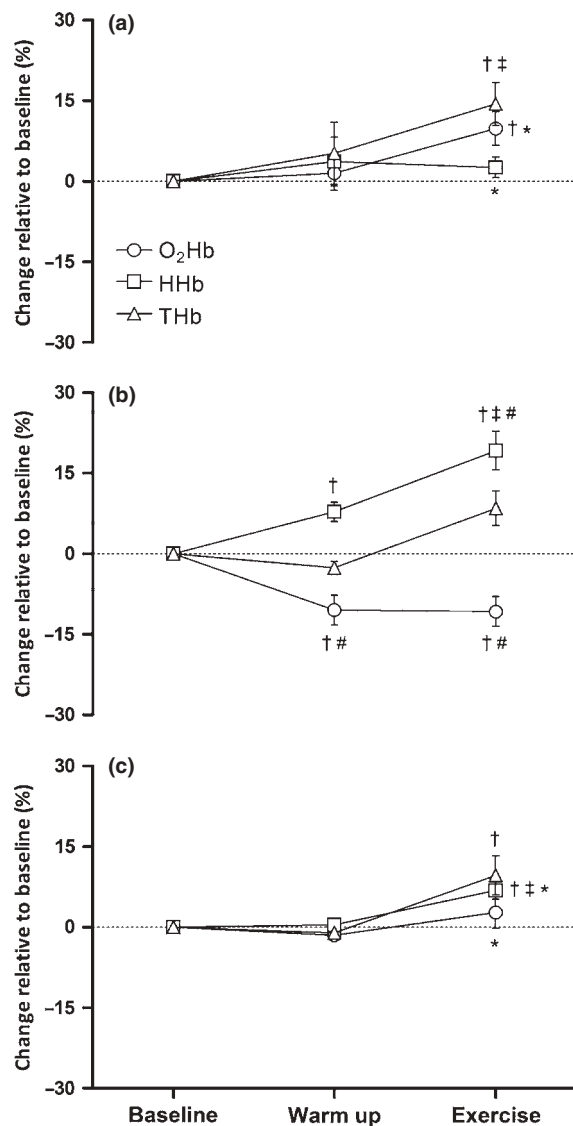 (a)
Change relative to baseline (%)
30
15
0
−15
−30
† ‡
† *
*
O₂Hb
HHb
THb
(b)
Change relative to baseline (%)
30
15
0
−15
−30
†
† ‡ #
† #
† #
(c)
Change relative to baseline (%)
30
15
0
−15
−30
†
† ‡ *
*
Baseline Warm up Exercise